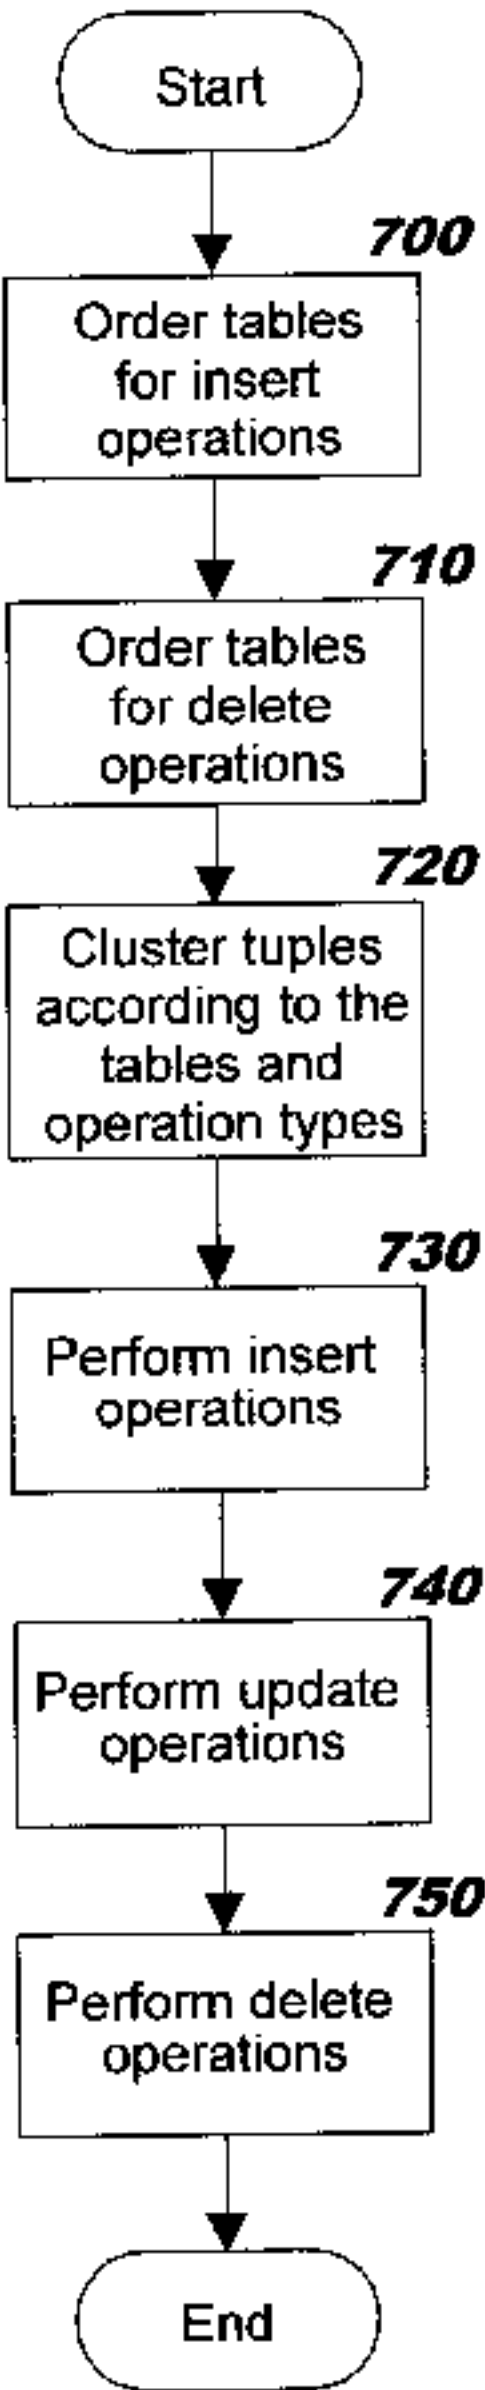 Start
700
Order tables
for insert
operations
710
Order tables
for delete
operations
720
Cluster tuples
according to the
tables and
operation types
730
Perform insert
operations
740
Perform update
operations
750
Perform delete
operations
End